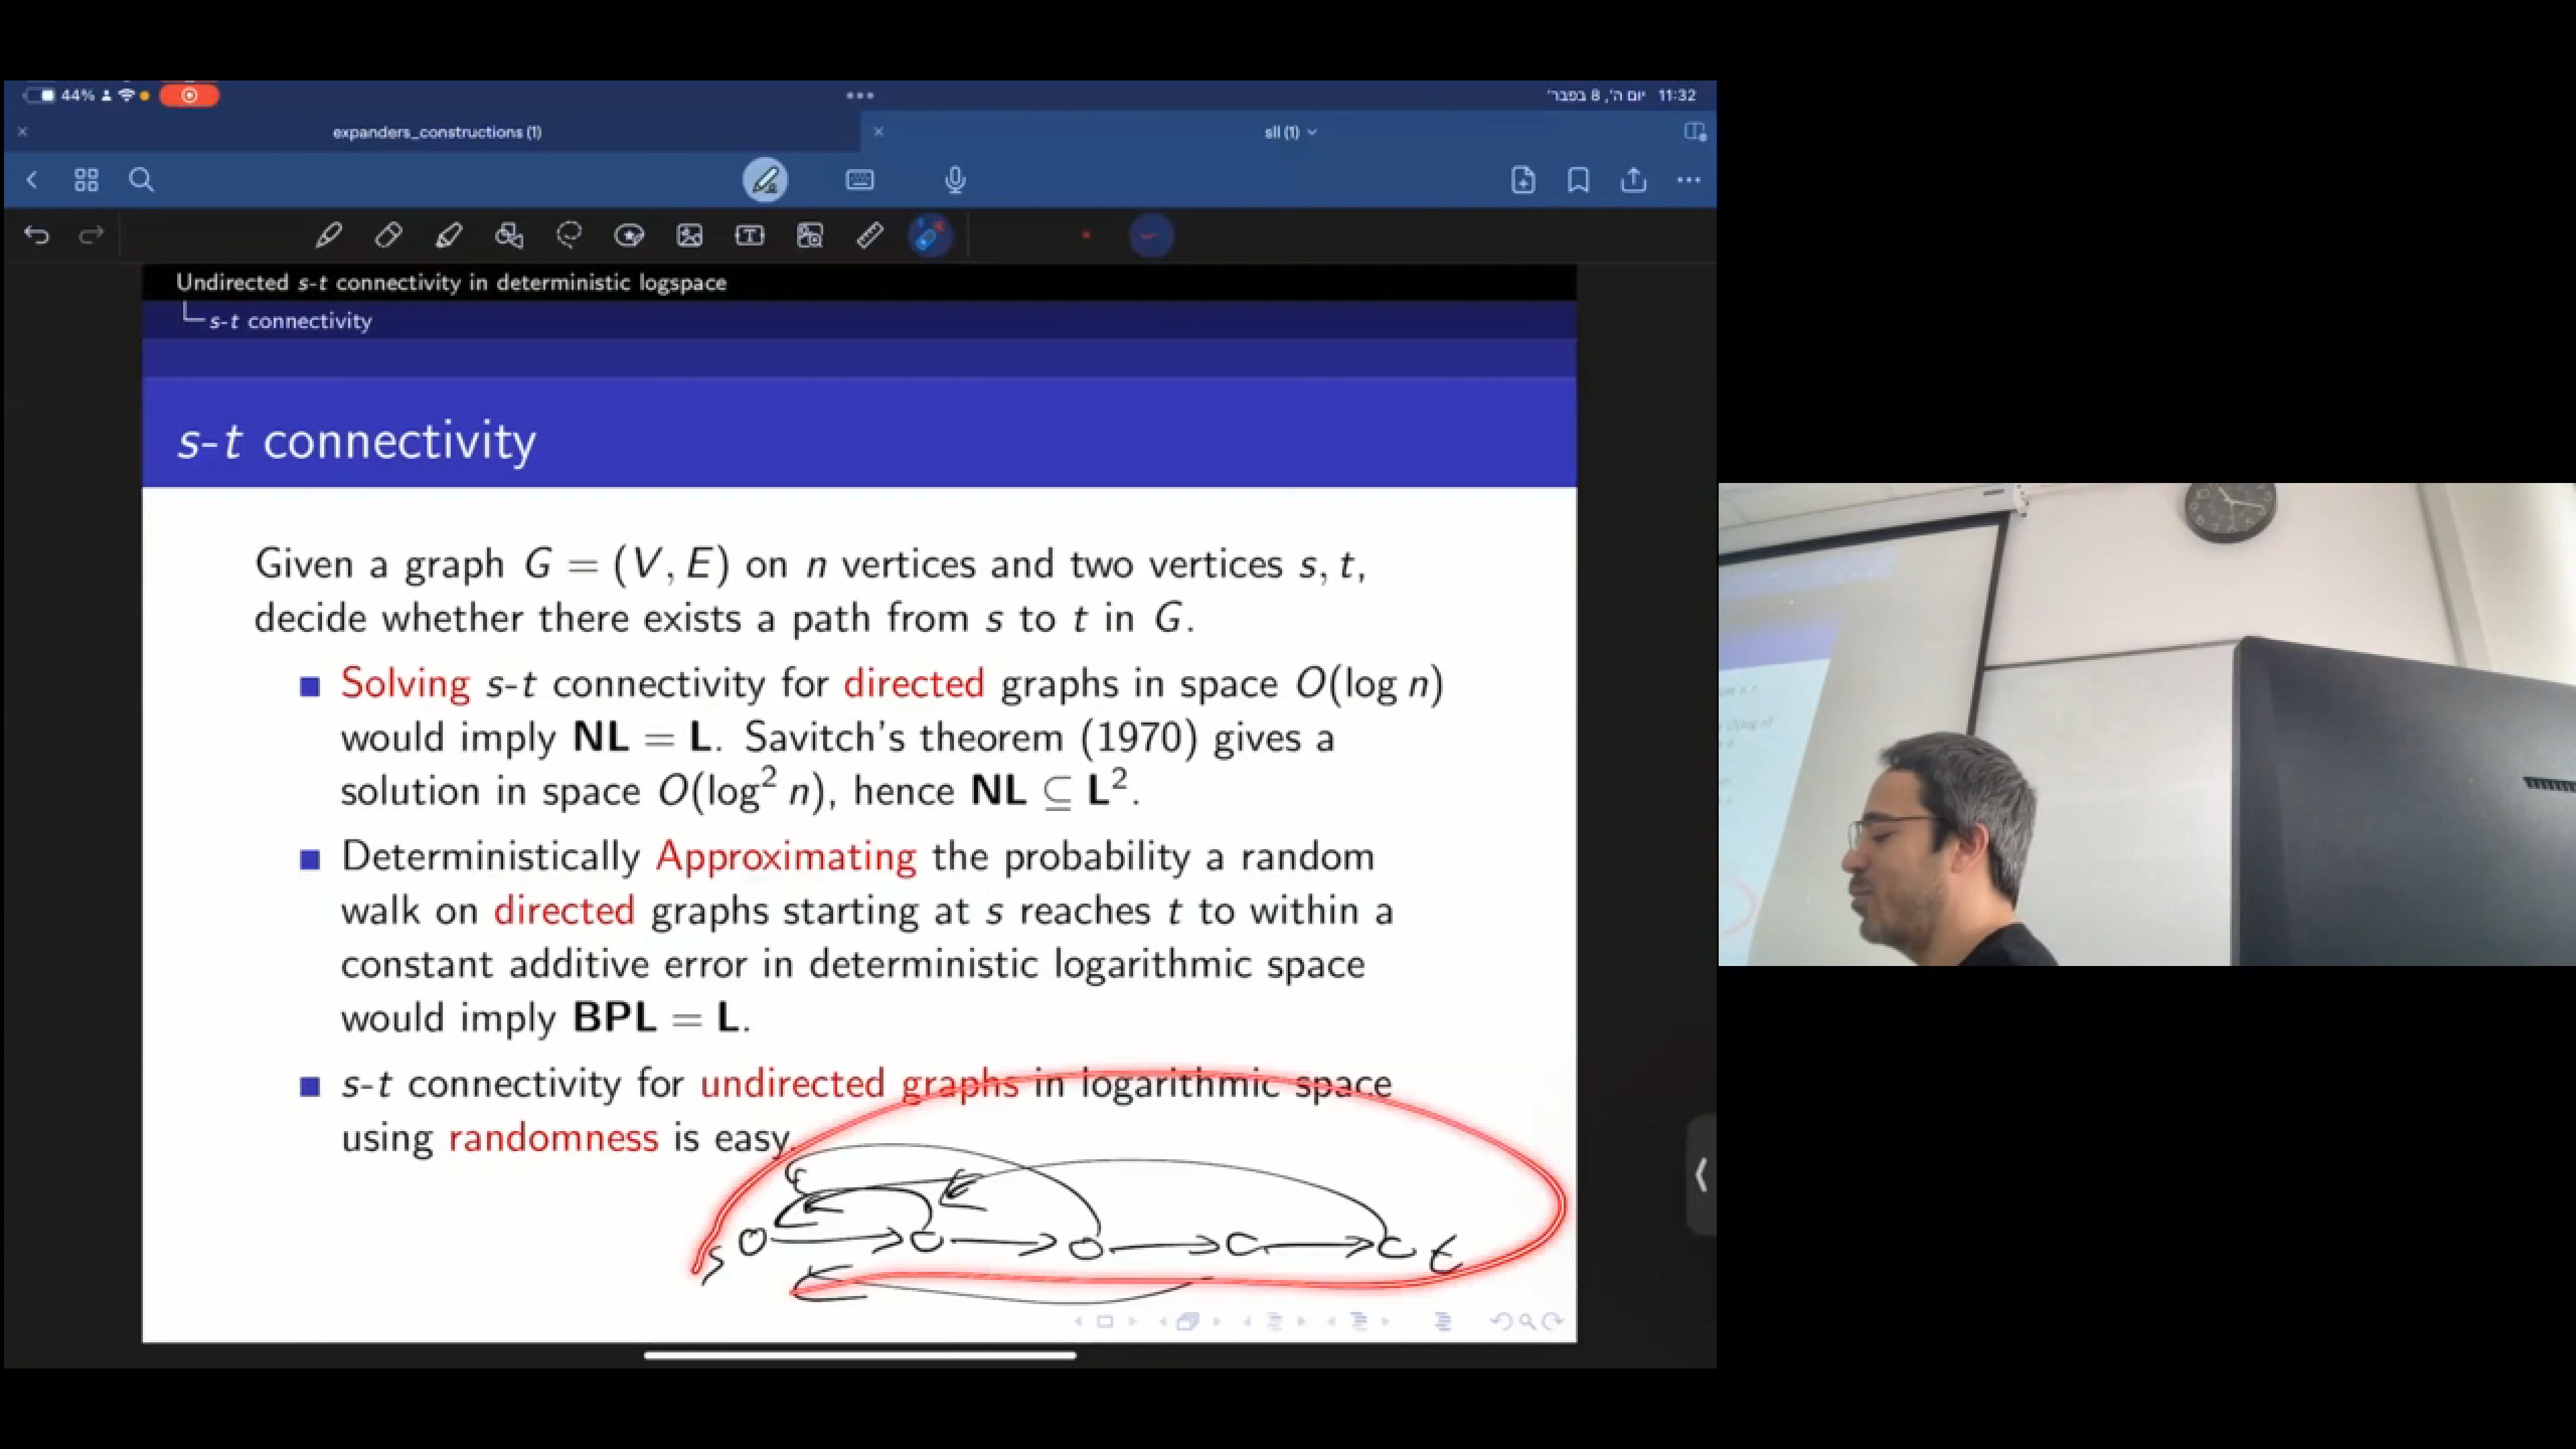 44%
11:32 יום ה׳, 8 בפבר׳
expanders_constructions (1)
sll (1)
Undirected s-t connectivity in deterministic logspace
s-t connectivity
s-t connectivity
Given a graph G = (V, E) on n vertices and two vertices s, t,
decide whether there exists a path from s to t in G.
Solving s-t connectivity for directed graphs in space O(log n)
would imply NL = L. Savitch's theorem (1970) gives a
solution in space O(log² n), hence NL ⊆ L².
Deterministically Approximating the probability a random
walk on directed graphs starting at s reaches t to within a
constant additive error in deterministic logarithmic space
would imply BPL = L.
s-t connectivity for undirected graphs in logarithmic space
using randomness is easy.
s
t